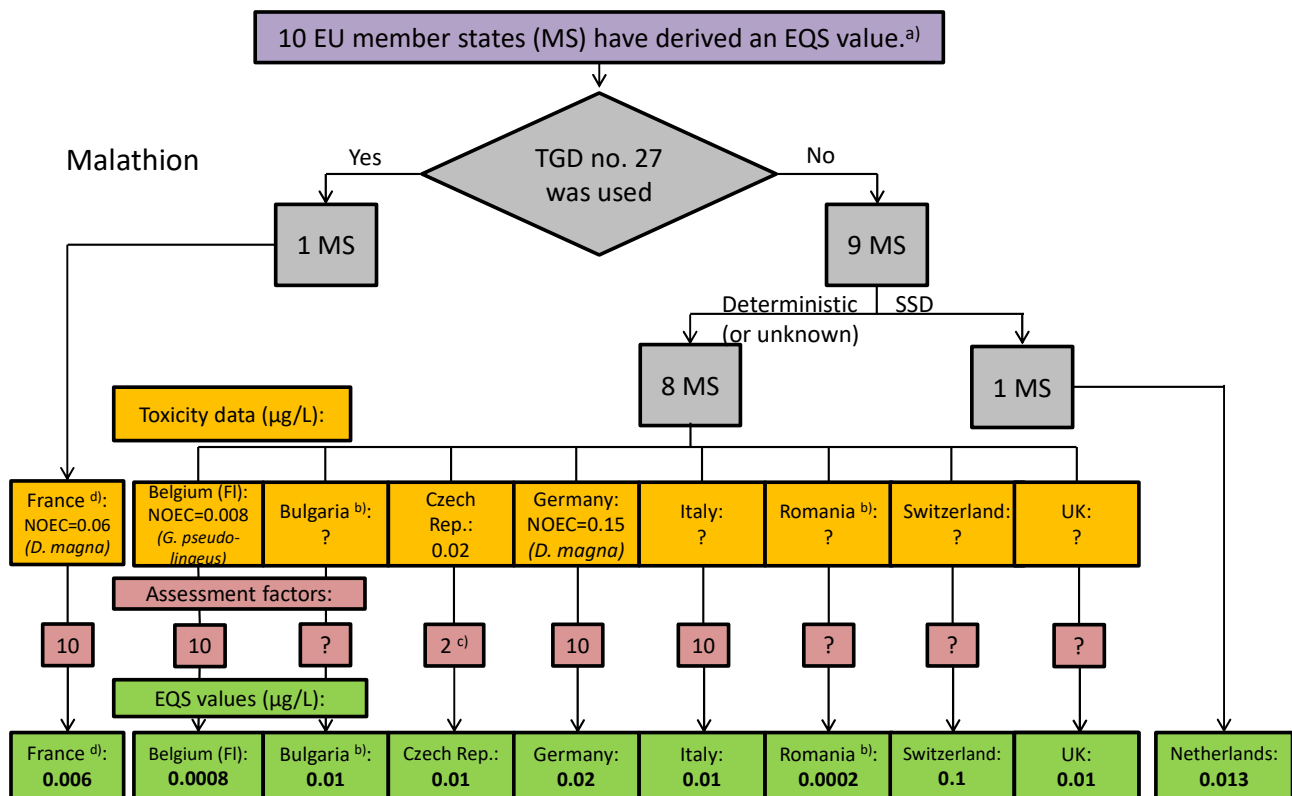 10 EU member states (MS) have derived an EQS value.a)
Malathion
Yes
TGD no. 27
was used
No
1 MS
9 MS
Deterministic
(or unknown)
SSD
8 MS
1 MS
Toxicity data (µg/L):
France d):
NOEC=0.06
(D. magna)
Belgium (Fl):
NOEC=0.008
(G. pseudo-
lingaeus)
Bulgaria b):
?
Czech
Rep.:
0.02
Germany:
NOEC=0.15
(D. magna)
Italy:
?
Romania b):
?
Switzerland:
?
UK:
?
Assessment factors:
10
10
?
2 c)
10
10
?
?
?
EQS values (µg/L):
France d):
0.006
Belgium (Fl):
0.0008
Bulgaria b):
0.01
Czech Rep.:
0.01
Germany:
0.02
Italy:
0.01
Romania b):
0.0002
Switzerland:
0.1
UK:
0.01
Netherlands:
0.013